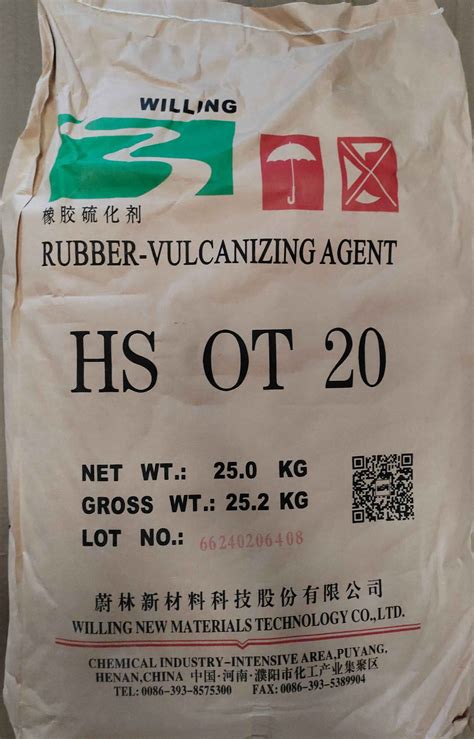 WILLING
橡胶硫化剂
RUBBER-VULCANIZING AGENT
HS OT 20
NET WT.: 25.0 KG
GROSS WT.: 25.2 KG
LOT NO.: 66240206408
蔚林新材料科技股份有限公司
WILLING NEW MATERIALS TECHNOLOGY CO.,LTD.
CHEMICAL INDUSTRY-INTENSIVE AREA,PUYANG,
HENAN,CHINA 中国·河南·濮阳市化工产业集聚区
TEL: 0086-393-8575300 FAX: 0086-393-5389904